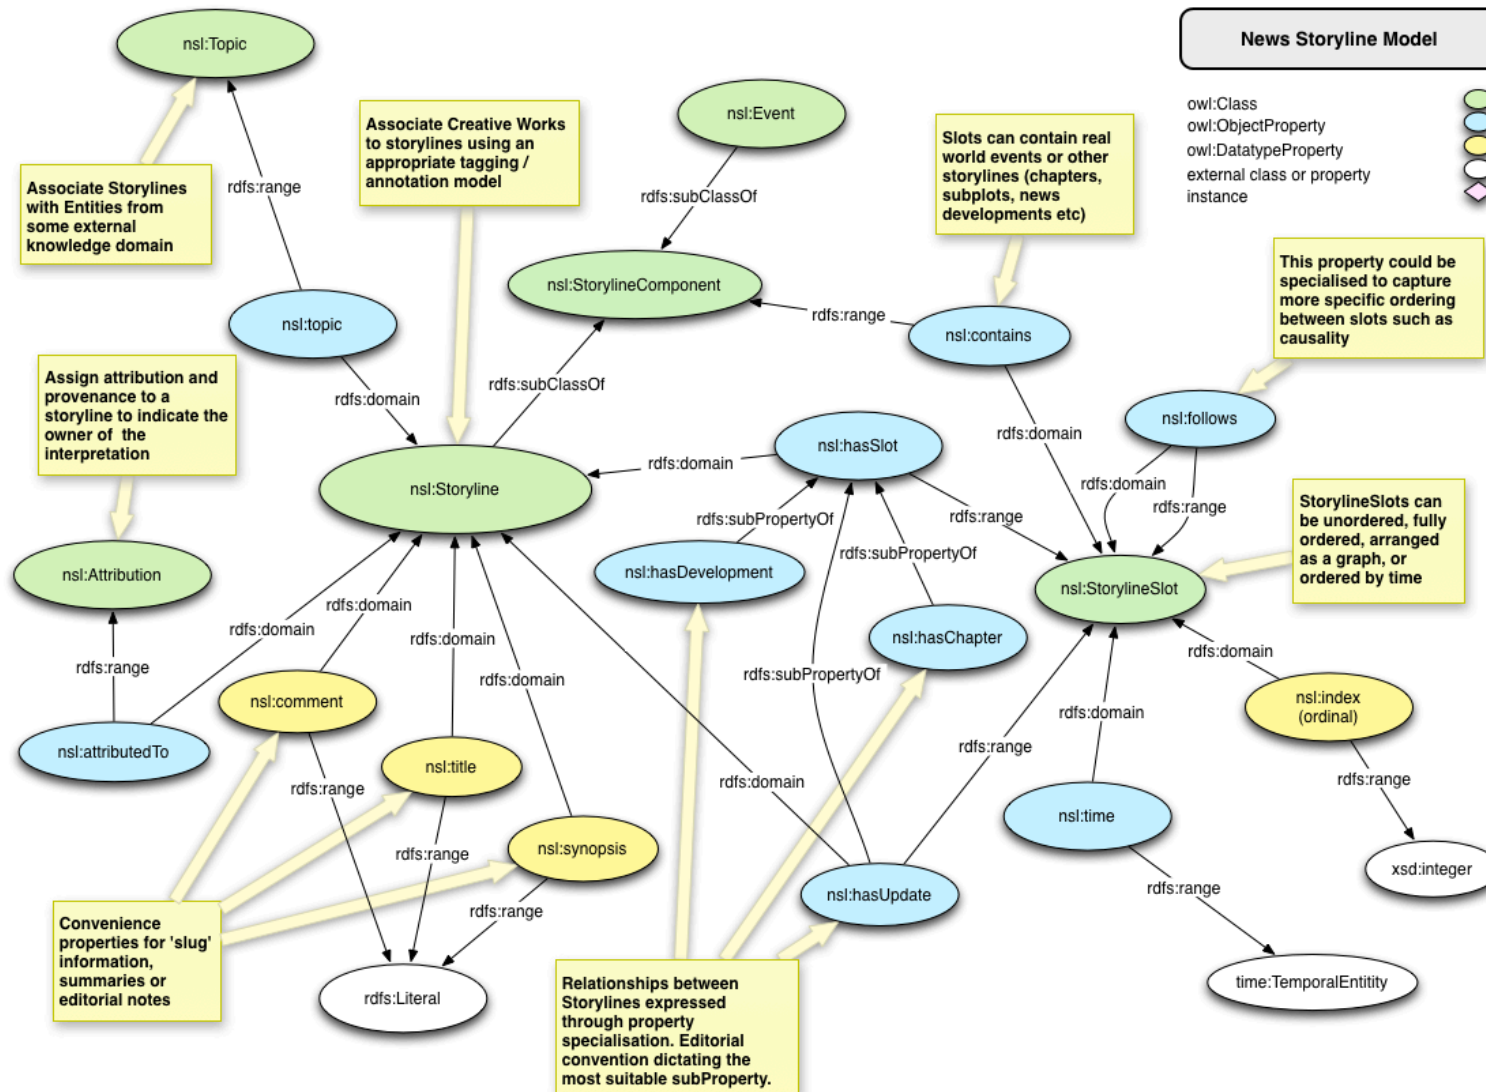 News Storyline Model
owl:Class
owl:ObjectProperty
owl:DatatypeProperty
external class or property
instance
nsl:Topic
rdfs:range
Associate Storylines
with Entities from
some external
knowledge domain
nsl:topic
rdfs:domain
Associate Creative Works
to storylines using an
appropriate tagging /
annotation model
nsl:Event
rdfs:subClassOf
nsl:StorylineComponent
rdfs:subClassOf
Slots can contain real
world events or other
storylines (chapters,
subplots, news
developments etc)
rdfs:range
nsl:contains
rdfs:domain
This property could be
specialised to capture
more specific ordering
between slots such as
causality
nsl:follows
rdfs:domain
rdfs:range
Assign attribution and
provenance to a
storyline to indicate the
owner of the
interpretation
nsl:Storyline
rdfs:domain
nsl:hasSlot
rdfs:range
rdfs:subPropertyOf
rdfs:subPropertyOf
rdfs:subPropertyOf
nsl:hasDevelopment
nsl:hasChapter
nsl:StorylineSlot
StorylineSlots can
be unordered, fully
ordered, arranged
as a graph, or
ordered by time
nsl:Attribution
rdfs:range
rdfs:domain
nsl:attributedTo
rdfs:domain
nsl:comment
rdfs:range
rdfs:domain
nsl:title
rdfs:range
rdfs:domain
nsl:synopsis
rdfs:range
rdfs:Literal
rdfs:domain
rdfs:range
nsl:hasUpdate
rdfs:domain
nsl:time
rdfs:range
time:TemporalEntitity
rdfs:domain
nsl:index
(ordinal)
rdfs:range
xsd:integer
Convenience
properties for 'slug'
information,
summaries or
editorial notes
Relationships between
Storylines expressed
through property
specialisation. Editorial
convention dictating the
most suitable subProperty.